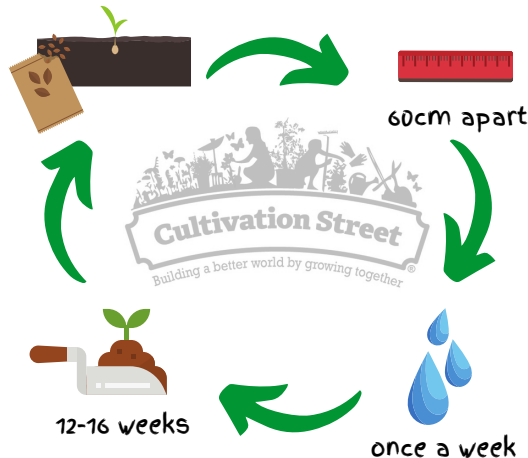 60cm apart
Cultivation Street
®
Building a better world by growing together
12-16 weeks
once a week